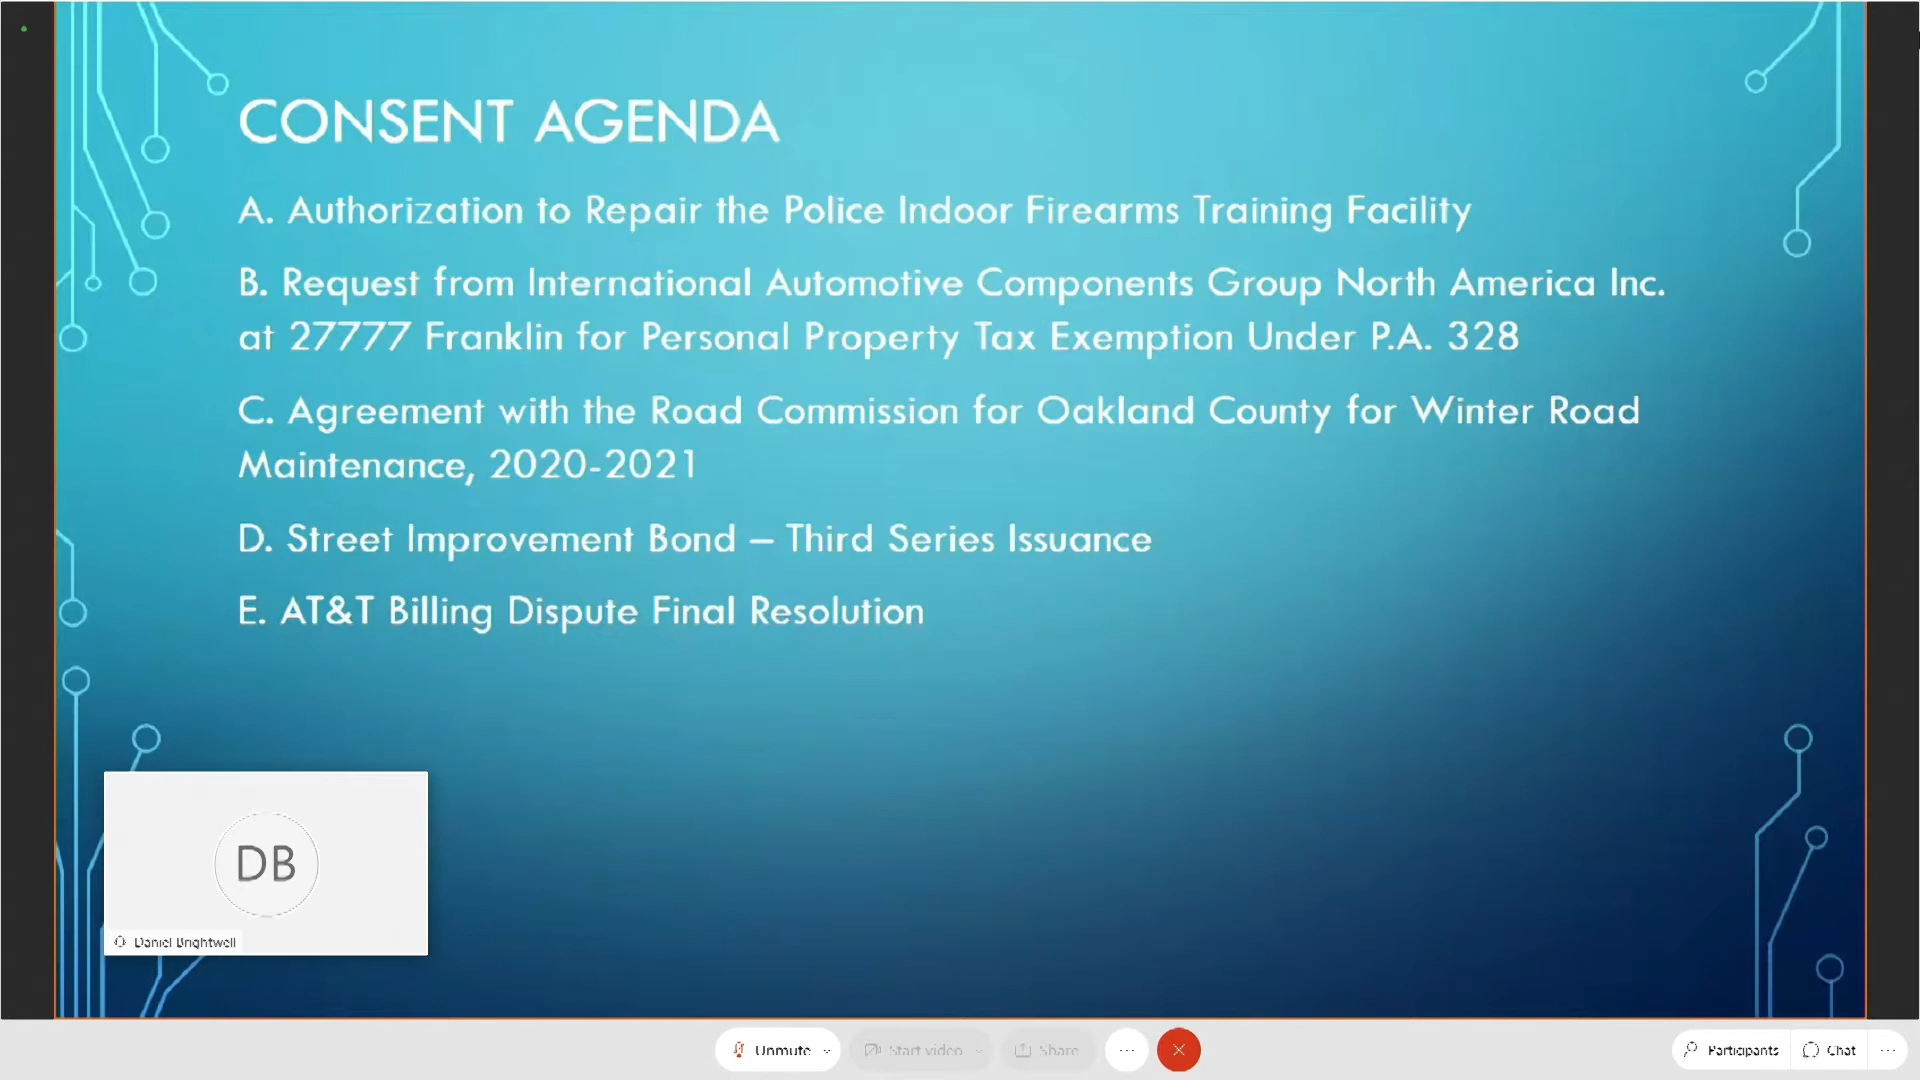 CONSENT AGENDA
A. Authorization to Repair the Police Indoor Firearms Training Facility
B. Request from International Automotive Components Group North America Inc.
at 27777 Franklin for Personal Property Tax Exemption Under P.A. 328
C. Agreement with the Road Commission for Oakland County for Winter Road
Maintenance, 2020-2021
D. Street Improvement Bond – Third Series Issuance
E. AT&T Billing Dispute Final Resolution
DB
Daniel Brightwell
Unmute
Start video
Share
Participants
Chat